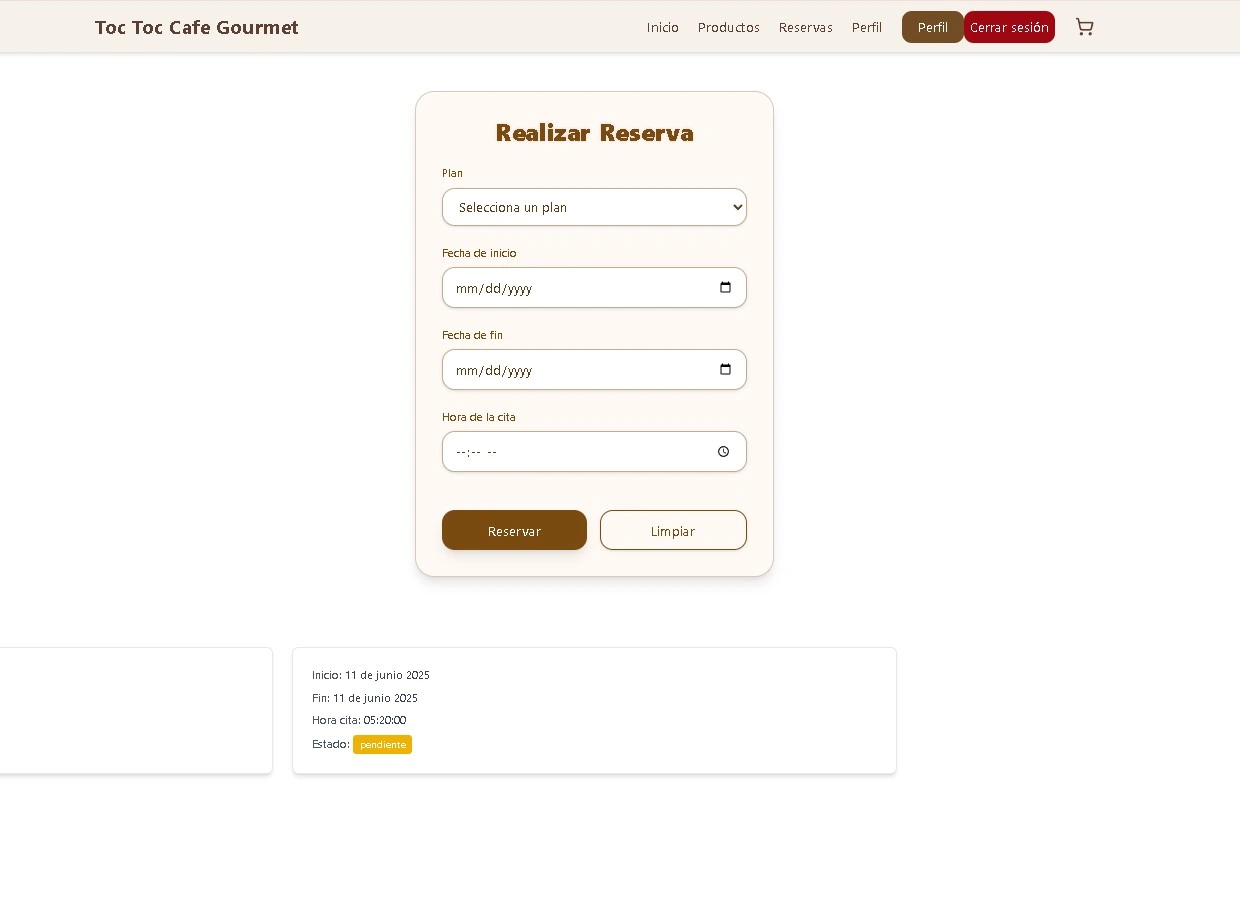 Toc Toc Cafe Gourmet
Inicio Productos Reservas Perfil Perfil Cerrar sesión
Realizar Reserva
Plan
Selecciona un plan
Fecha de inicio
mm/dd/yyyy
Fecha de fin
mm/dd/yyyy
Hora de la cita
--:-- --
Reservar Limpiar
Inicio: 11 de junio 2025
Fin: 11 de junio 2025
Hora cita: 05:20:00
Estado: pendiente